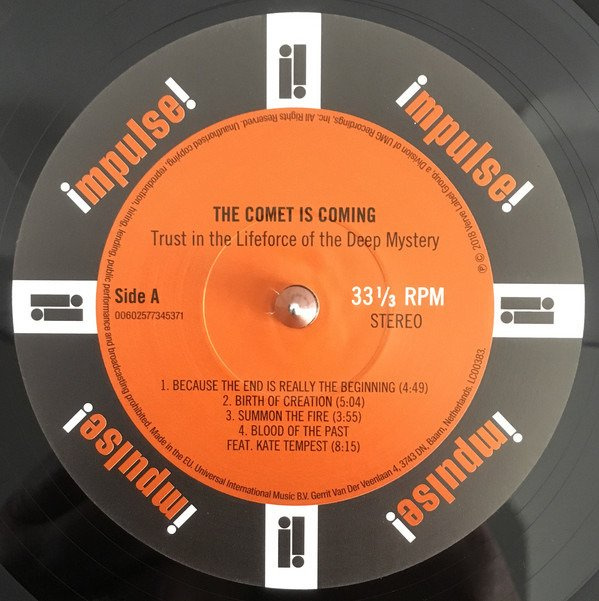 impulse!
impulse!
THE COMET IS COMING
Trust in the Lifeforce of the Deep Mystery
Side A
00602577345371
33 1/3 RPM
STEREO
1. BECAUSE THE END IS REALLY THE BEGINNING (4:49)
2. BIRTH OF CREATION (5:04)
3. SUMMON THE FIRE (3:55)
4. BLOOD OF THE PAST
FEAT. KATE TEMPEST (8:15)
impulse!
impulse!
℗ © 2018 Verve Label Group, a Division of UMG Recordings, Inc. All Rights Reserved. Unauthorised copying, reproduction, hiring, lending, public performance and broadcasting prohibited. Made in the EU. Universal International Music B.V. Gerrit Van Der Veenlaan 4, 3743 DN, Baarn, Netherlands. LC00383.